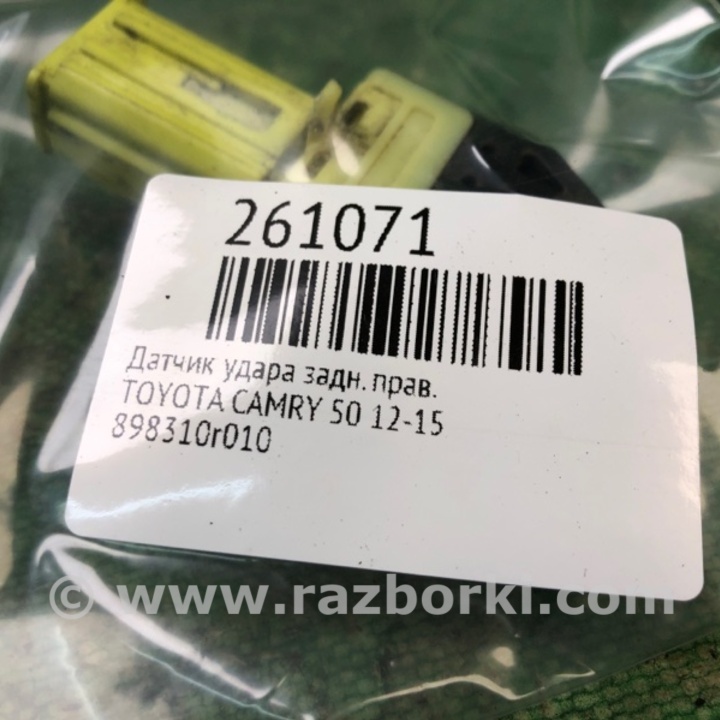 261071
Датчик удара задн. прав.
TOYOTA CAMRY 50 12-15
898310r010
© www.razborki.com